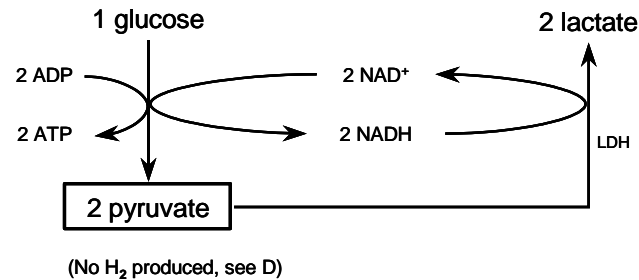 1 glucose
2 lactate
2 ADP
2 NAD⁺
2 ATP
2 NADH
LDH
2 pyruvate
(No H₂ produced, see D)